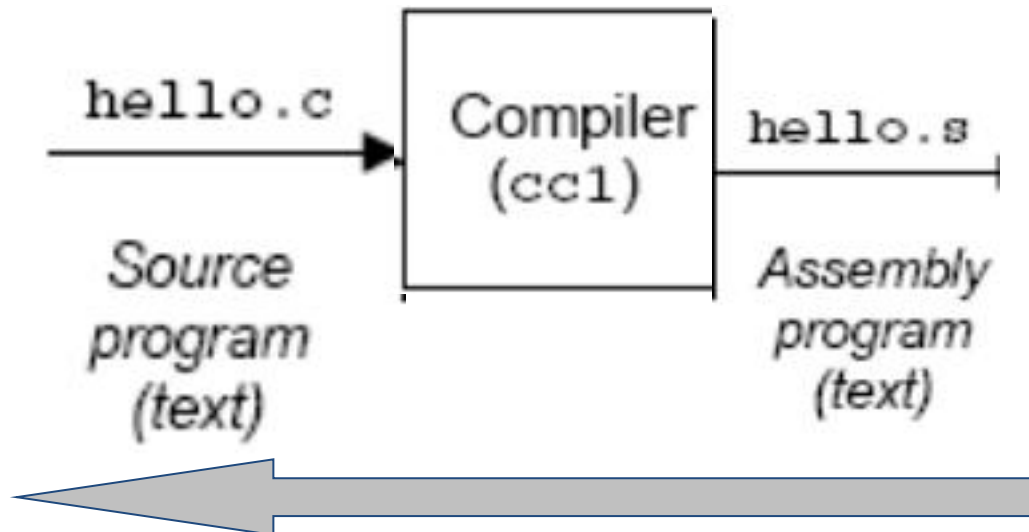 hello.c
Source
program
(text)
Compiler
(cc1)
hello.s
Assembly
program
(text)